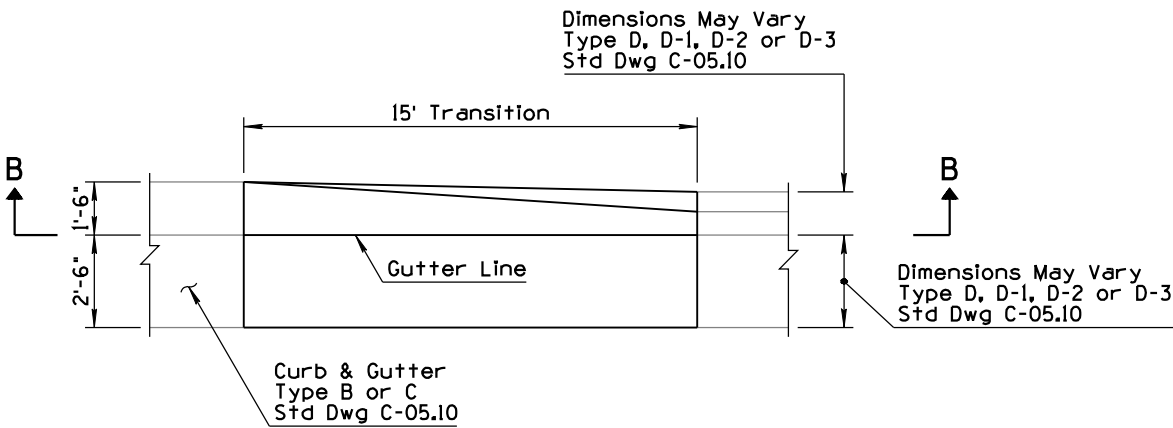 Dimensions May Vary
Type D, D-1, D-2 or D-3
Std Dwg C-05.10
15' Transition
B
B
1'-6"
2'-6"
Gutter Line
Dimensions May Vary
Type D, D-1, D-2 or D-3
Std Dwg C-05.10
Curb & Gutter
Type B or C
Std Dwg C-05.10